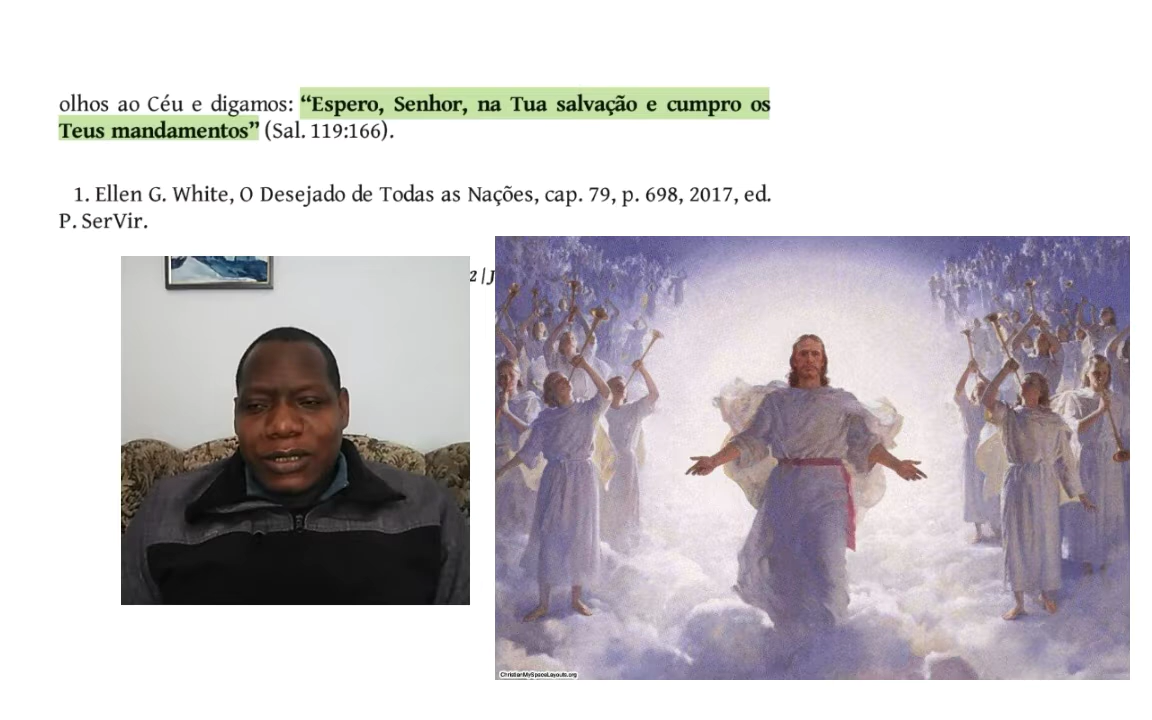 olhos ao Céu e digamos: “Espero, Senhor, na Tua salvação e cumpro os
Teus mandamentos” (Sal. 119:166).
1. Ellen G. White, O Desejado de Todas as Nações, cap. 79, p. 698, 2017, ed.
P. SerVir.
2 | J
ChristianMySpaceLayouts.org